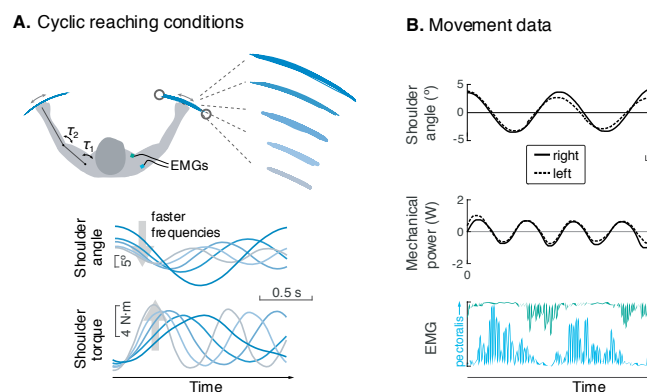 A. Cyclic reaching conditions
τ2
τ1
EMGs
Shoulder
angle
faster
frequencies
5°
0.5 s
Shoulder
torque
4 N·m
Time
B. Movement data
Shoulder
angle (°)
5
0
-5
right
left
Mechanical
power (W)
2
0
-2
0
EMG
pectoralis
Time